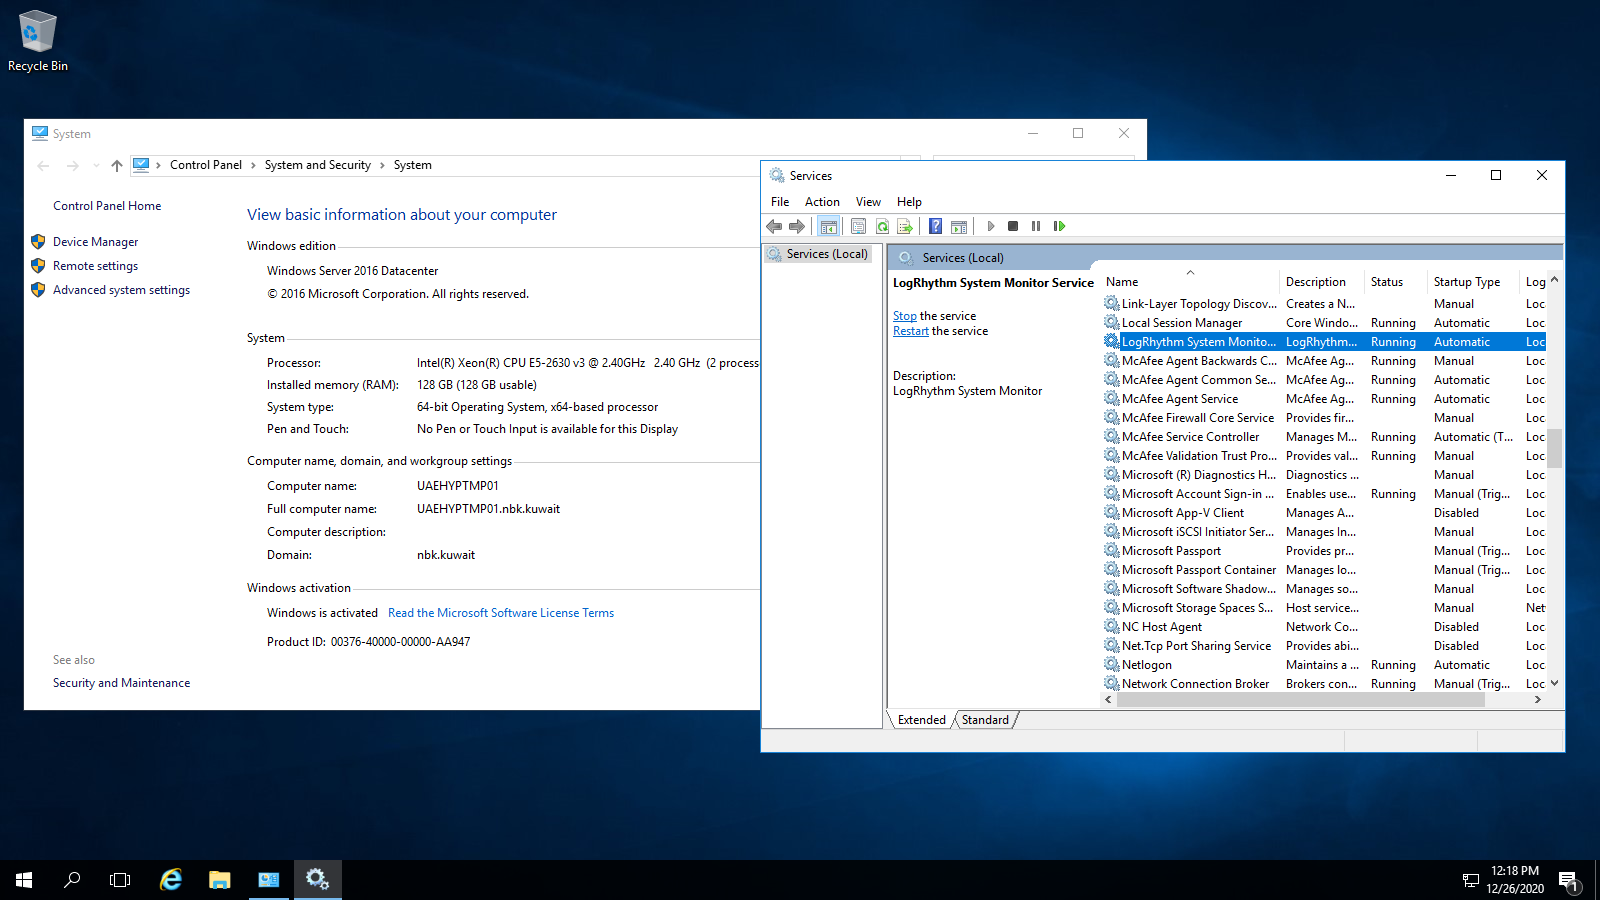 Recycle Bin
System
Control Panel
System and Security
System
Control Panel Home
Device Manager
Remote settings
Advanced system settings
See also
Security and Maintenance
View basic information about your computer
Windows edition
Windows Server 2016 Datacenter
© 2016 Microsoft Corporation. All rights reserved.
System
Processor: Intel(R) Xeon(R) CPU E5-2630 v3 @ 2.40GHz 2.40 GHz (2 process
Installed memory (RAM): 128 GB (128 GB usable)
System type: 64-bit Operating System, x64-based processor
Pen and Touch: No Pen or Touch Input is available for this Display
Computer name, domain, and workgroup settings
Computer name: UAEHYPTMP01
Full computer name: UAEHYPTMP01.nbk.kuwait
Computer description:
Domain: nbk.kuwait
Windows activation
Windows is activated Read the Microsoft Software License Terms
Product ID: 00376-40000-00000-AA947
Services
File Action View Help
Services (Local)
Services (Local)
LogRhythm System Monitor Service
Stop the service
Restart the service
Description:
LogRhythm System Monitor
Name Description Status Startup Type Log
Link-Layer Topology Discov... Creates a N... Manual Loc
Local Session Manager Core Windo... Running Automatic Loc
LogRhythm System Monito... LogRhythm... Running Automatic Loc
McAfee Agent Backwards C... McAfee Ag... Running Manual Loc
McAfee Agent Common Se... McAfee Ag... Running Automatic Loc
McAfee Agent Service McAfee Ag... Running Automatic Loc
McAfee Firewall Core Service Provides fir... Manual Loc
McAfee Service Controller Manages M... Running Automatic (T... Loc
McAfee Validation Trust Pro... Provides val... Running Manual Loc
Microsoft (R) Diagnostics H... Diagnostics ... Manual Loc
Microsoft Account Sign-in ... Enables use... Running Manual (Trig... Loc
Microsoft App-V Client Manages A... Disabled Loc
Microsoft iSCSI Initiator Ser... Manages In... Manual Loc
Microsoft Passport Provides pr... Manual (Trig... Loc
Microsoft Passport Container Manages lo... Manual (Trig... Loc
Microsoft Software Shadow... Manages so... Manual Loc
Microsoft Storage Spaces S... Host service... Manual Net
NC Host Agent Network Co... Disabled Loc
Net.Tcp Port Sharing Service Provides abi... Disabled Loc
Netlogon Maintains a ... Running Automatic Loc
Network Connection Broker Brokers con... Running Manual (Trig... Loc
Extended Standard
12:18 PM
12/26/2020
1